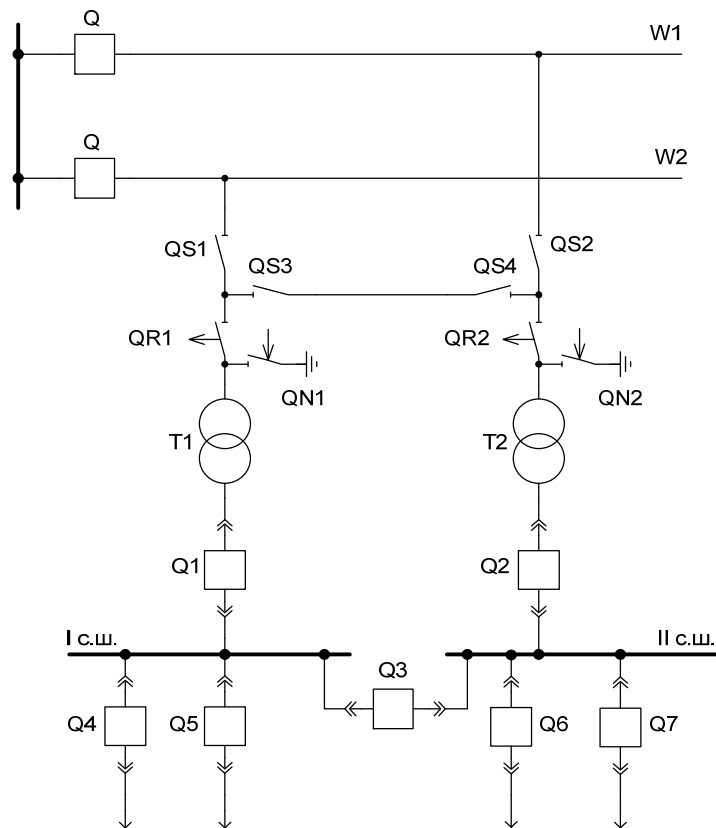 Q
W1
Q
W2
QS1
QS3
QS4
QS2
QR1
QR2
QN1
QN2
T1
T2
Q1
Q2
I с.ш.
II с.ш.
Q3
Q4
Q5
Q6
Q7